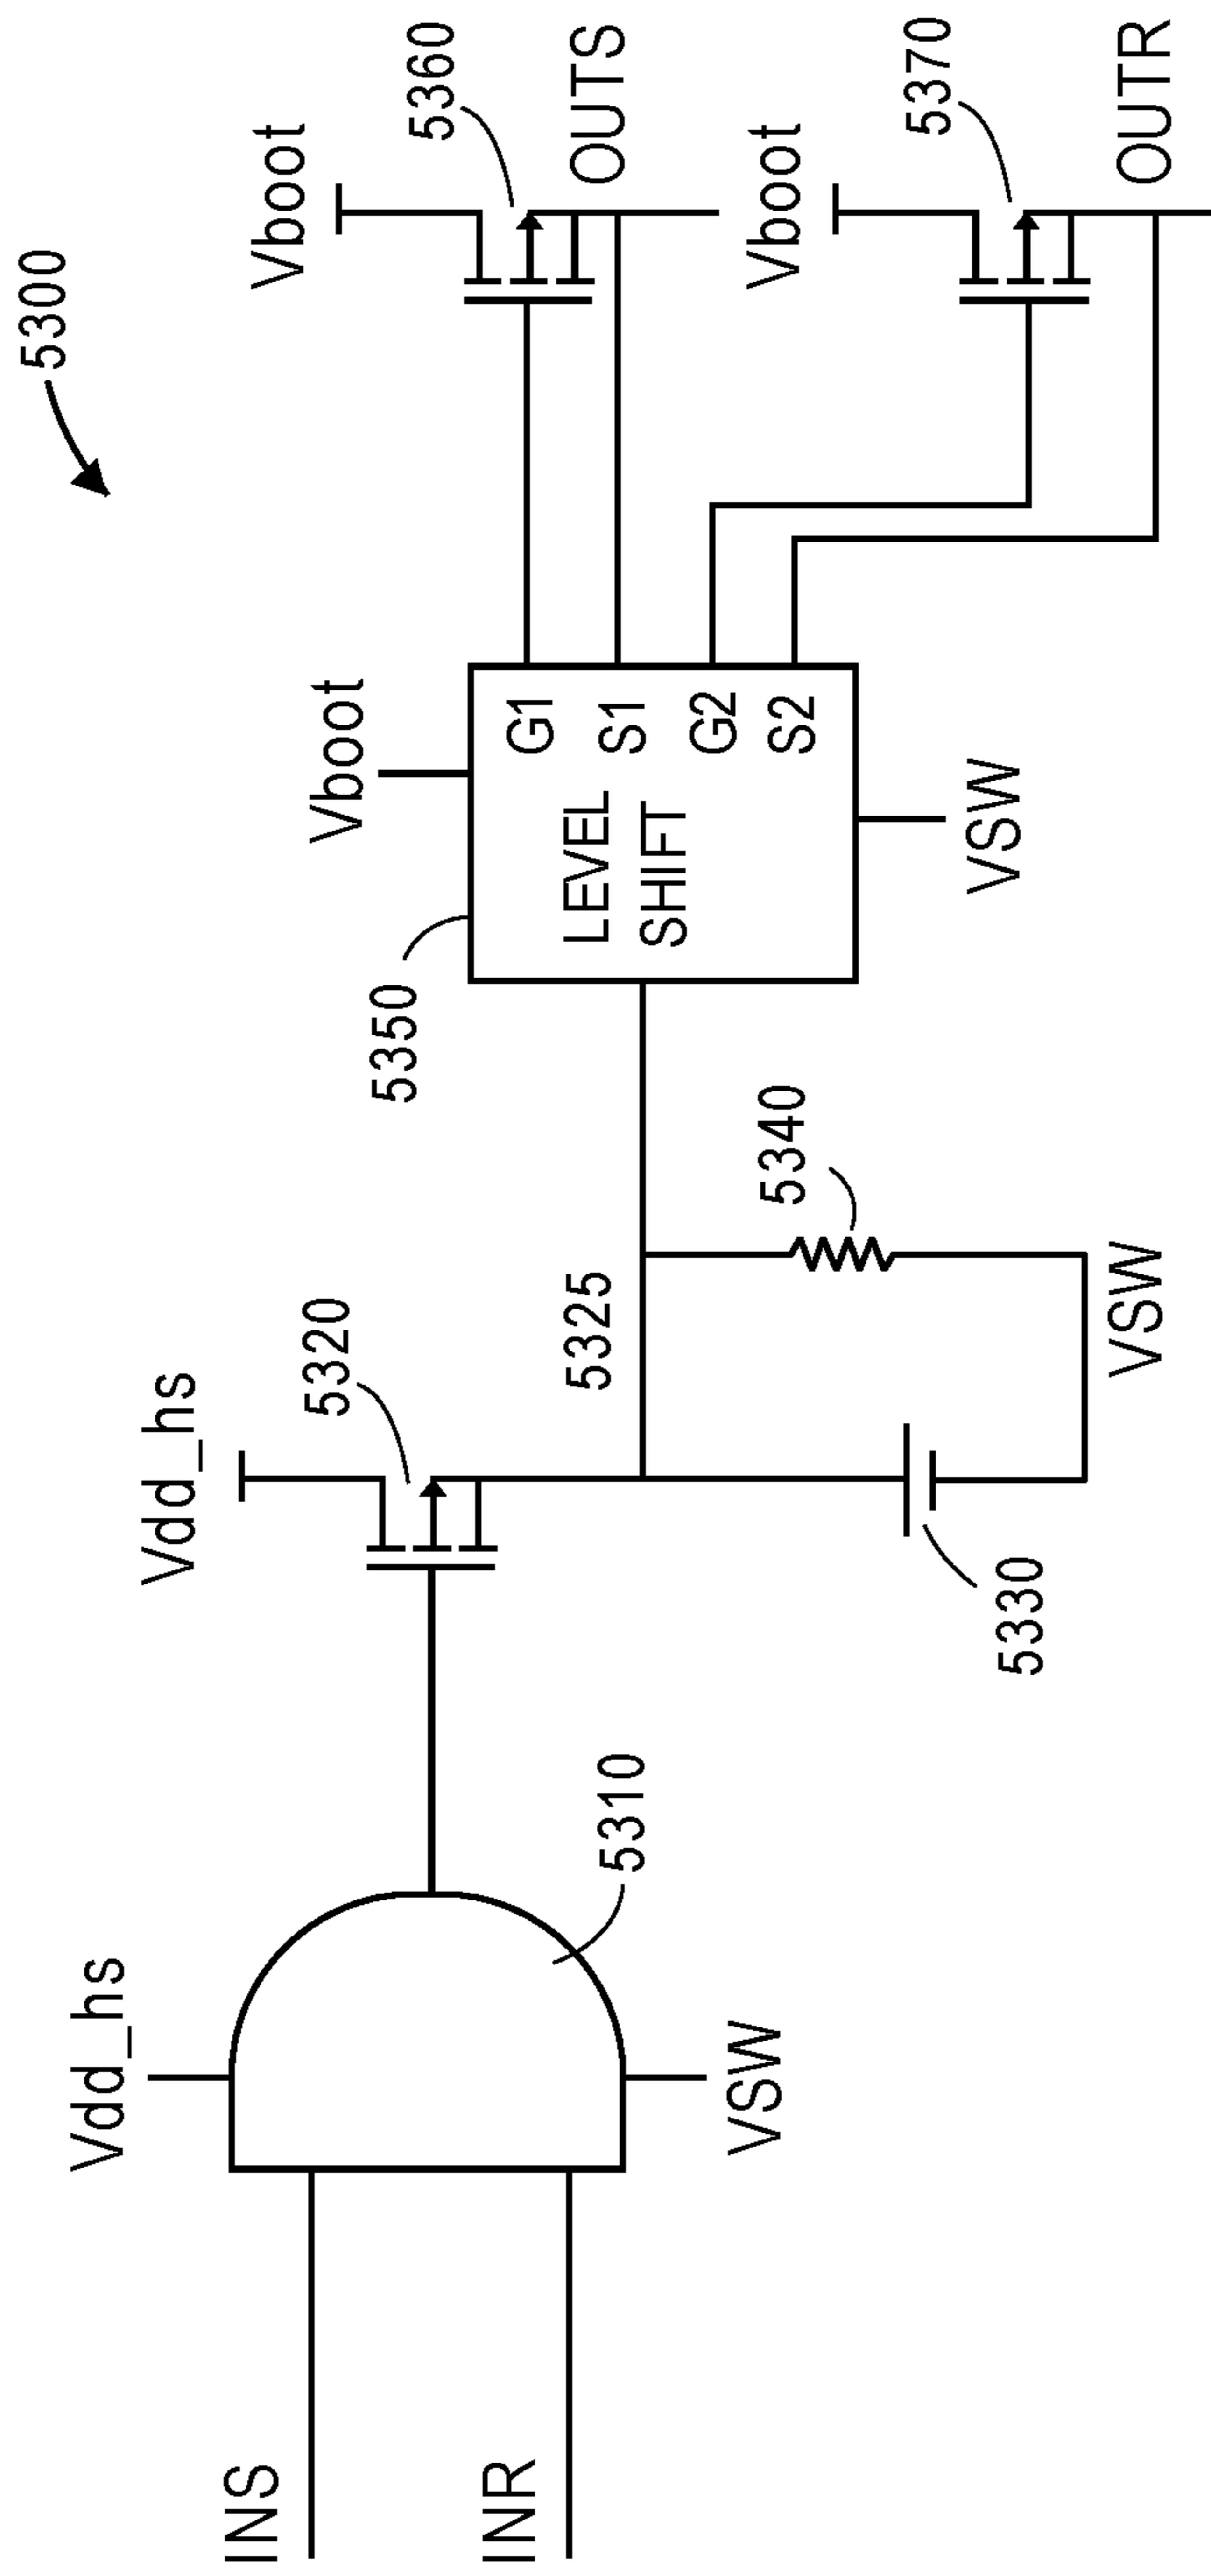 5300
Vdd_hs
INS
INR
VSW
5310
Vdd_hs
5320
5325
5330
5340
VSW
5350
Vboot
LEVEL
SHIFT
G1
S1
G2
S2
VSW
Vboot
5360
OUTS
Vboot
5370
OUTR